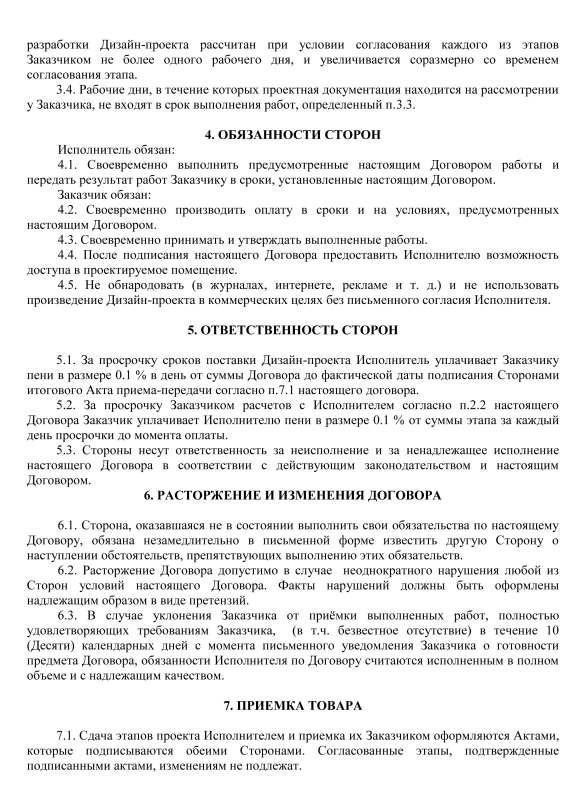 разработки Дизайн-проекта рассчитан при условии согласования каждого из этапов
Заказчиком не более одного рабочего дня, и увеличивается соразмерно со временем
согласования этапа.
3.4. Рабочие дни, в течение которых проектная документация находится на рассмотрении
у Заказчика, не входят в срок выполнения работ, определенный п.3.3.
4. ОБЯЗАННОСТИ СТОРОН
Исполнитель обязан:
4.1. Своевременно выполнить предусмотренные настоящим Договором работы и
передать результат работ Заказчику в сроки, установленные настоящим Договором.
Заказчик обязан:
4.2. Своевременно производить оплату в сроки и на условиях, предусмотренных
настоящим Договором.
4.3. Своевременно принимать и утверждать выполненные работы.
4.4. После подписания настоящего Договора предоставить Исполнителю возможность
доступа в проектируемое помещение.
4.5. Не обнародовать (в журналах, интернете, рекламе и т. д.) и не использовать
произведение Дизайн-проекта в коммерческих целях без письменного согласия Исполнителя.
5. ОТВЕТСТВЕННОСТЬ СТОРОН
5.1. За просрочку сроков поставки Дизайн-проекта Исполнитель уплачивает Заказчику
пени в размере 0.1 % в день от суммы Договора до фактической даты подписания Сторонами
итогового Акта приема-передачи согласно п.7.1 настоящего договора.
5.2. За просрочку Заказчиком расчетов с Исполнителем согласно п.2.2 настоящего
Договора Заказчик уплачивает Исполнителю пени в размере 0.1 % от суммы этапа за каждый
день просрочки до момента оплаты.
5.3. Стороны несут ответственность за неисполнение и за ненадлежащее исполнение
настоящего Договора в соответствии с действующим законодательством и настоящим
Договором.
6. РАСТОРЖЕНИЕ И ИЗМЕНЕНИЯ ДОГОВОРА
6.1. Сторона, оказавшаяся не в состоянии выполнить свои обязательства по настоящему
Договору, обязана незамедлительно в письменной форме известить другую Сторону о
наступлении обстоятельств, препятствующих выполнению этих обязательств.
6.2. Расторжение Договора допустимо в случае неоднократного нарушения любой из
Сторон условий настоящего Договора. Факты нарушений должны быть оформлены
надлежащим образом в виде претензий.
6.3. В случае уклонения Заказчика от приёмки выполненных работ, полностью
удовлетворяющих требованиям Заказчика, (в т.ч. безвестное отсутствие) в течение 10
(Десяти) календарных дней с момента письменного уведомления Заказчика о готовности
предмета Договора, обязанности Исполнителя по Договору считаются исполненным в полном
объеме и с надлежащим качеством.
7. ПРИЕМКА ТОВАРА
7.1. Сдача этапов проекта Исполнителем и приемка их Заказчиком оформляются Актами,
которые подписываются обеими Сторонами. Согласованные этапы, подтвержденные
подписанными актами, изменениям не подлежат.